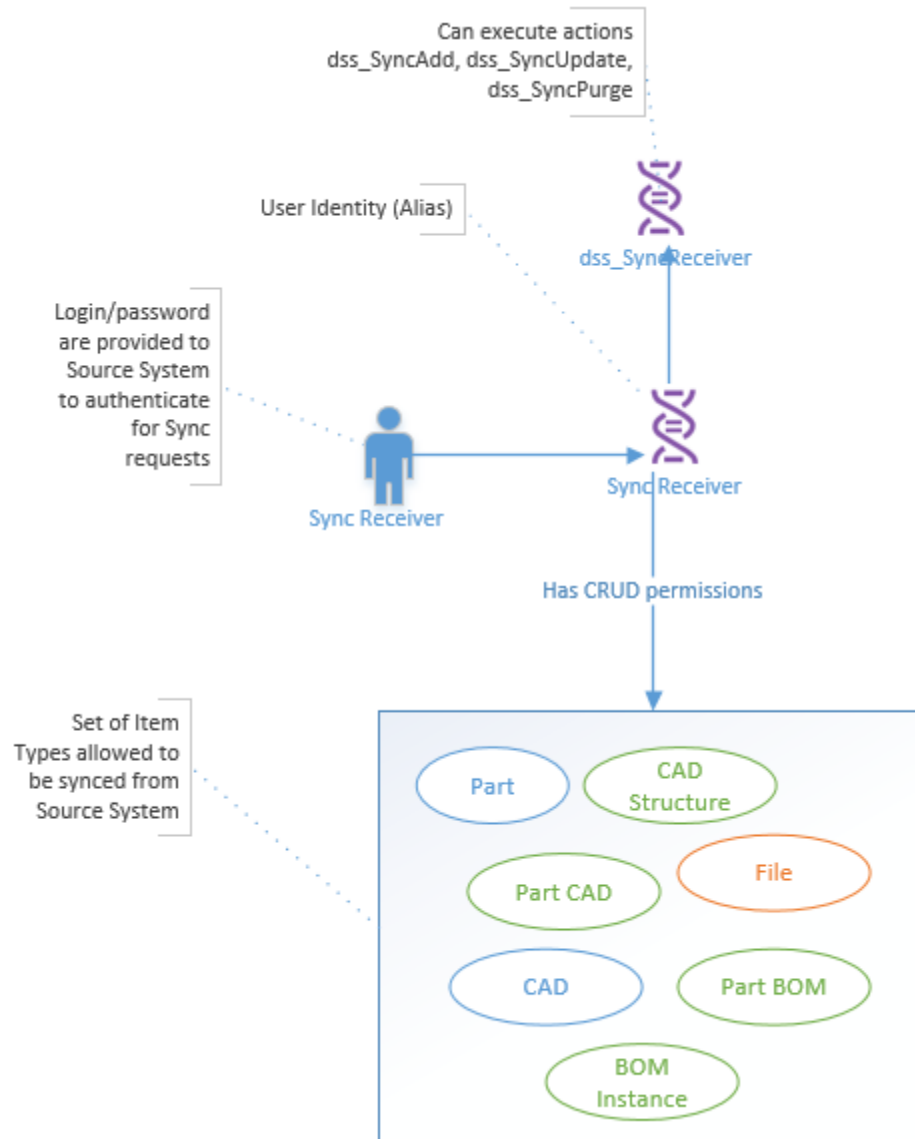 Can execute actions
dss_SyncAdd, dss_SyncUpdate,
dss_SyncPurge
User Identity (Alias)
dss_SyncReceiver
Login/password
are provided to
Source System
to authenticate
for Sync
requests
Sync Receiver
Sync Receiver
Has CRUD permissions
Set of Item
Types allowed to
be synced from
Source System
Part
CAD
Structure
File
Part CAD
CAD
Part BOM
BOM
Instance